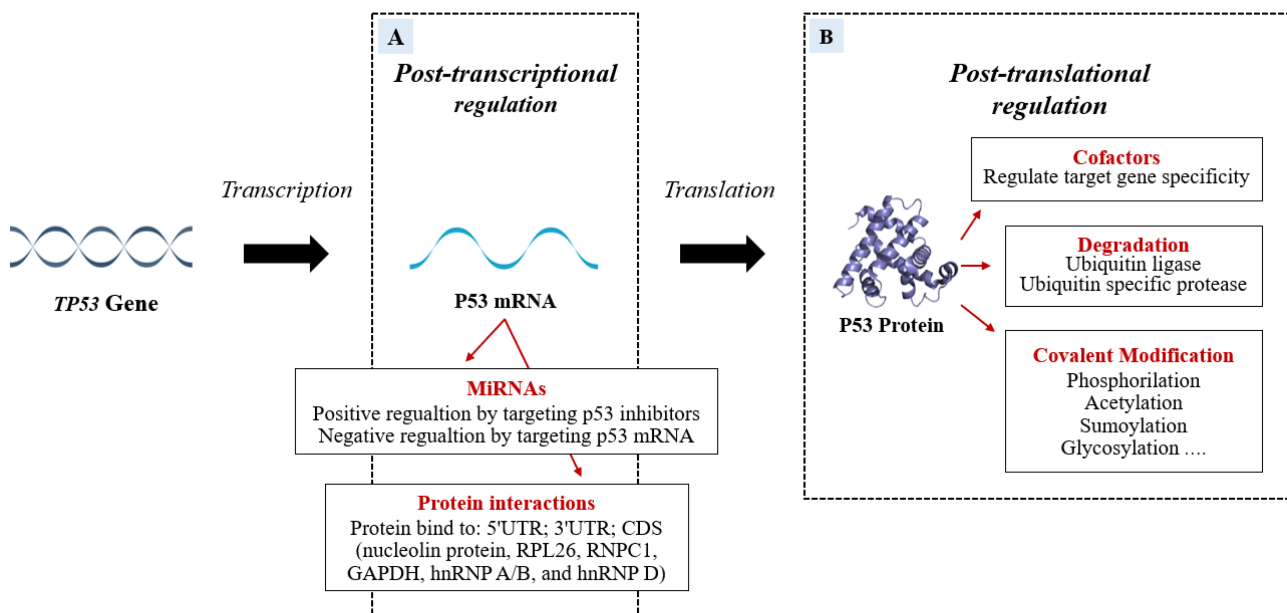 A
Post-transcriptional
regulation
Transcription
TP53 Gene
P53 mRNA
MiRNAs
Positive regualtion by targeting p53 inhibitors
Negative regualtion by targeting p53 mRNA
Protein interactions
Protein bind to: 5'UTR; 3'UTR; CDS
(nucleolin protein, RPL26, RNPC1,
GAPDH, hnRNP A/B, and hnRNP D)
Translation
B
Post-translational
regulation
P53 Protein
Cofactors
Regulate target gene specificity
Degradation
Ubiquitin ligase
Ubiquitin specific protease
Covalent Modification
Phosphorilation
Acetylation
Sumoylation
Glycosylation ....